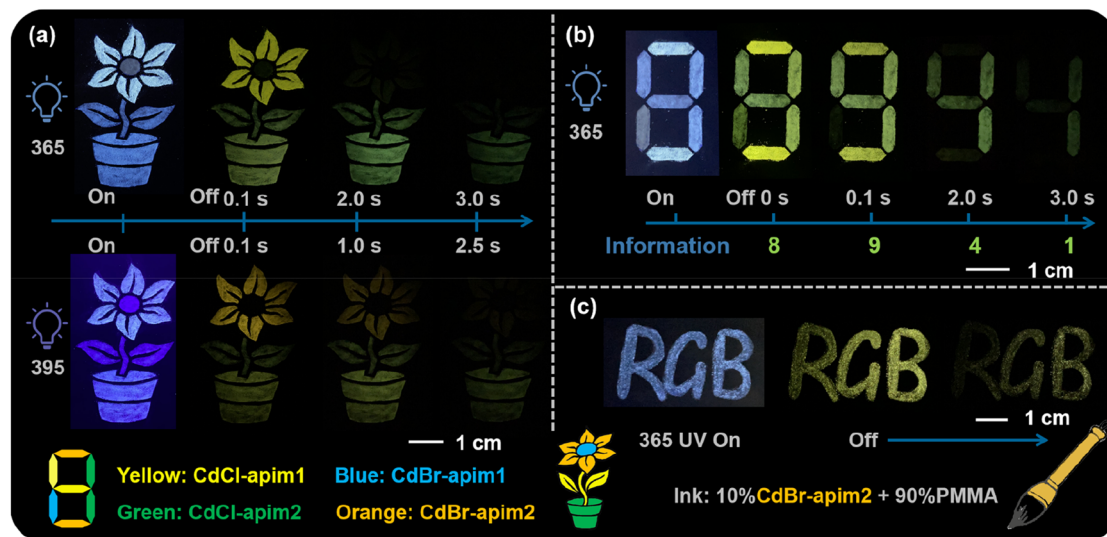 (a)
365
On Off 0.1 s 2.0 s 3.0 s
On Off 0.1 s 1.0 s 2.5 s
395
1 cm
Yellow: CdCl-apim1 Blue: CdBr-apim1
Green: CdCl-apim2 Orange: CdBr-apim2
(b)
365
On Off 0 s 0.1 s 2.0 s 3.0 s
Information 8 9 4 1
1 cm
(c)
RGB RGB RGB
1 cm
365 UV On Off
Ink: 10%CdBr-apim2 + 90%PMMA